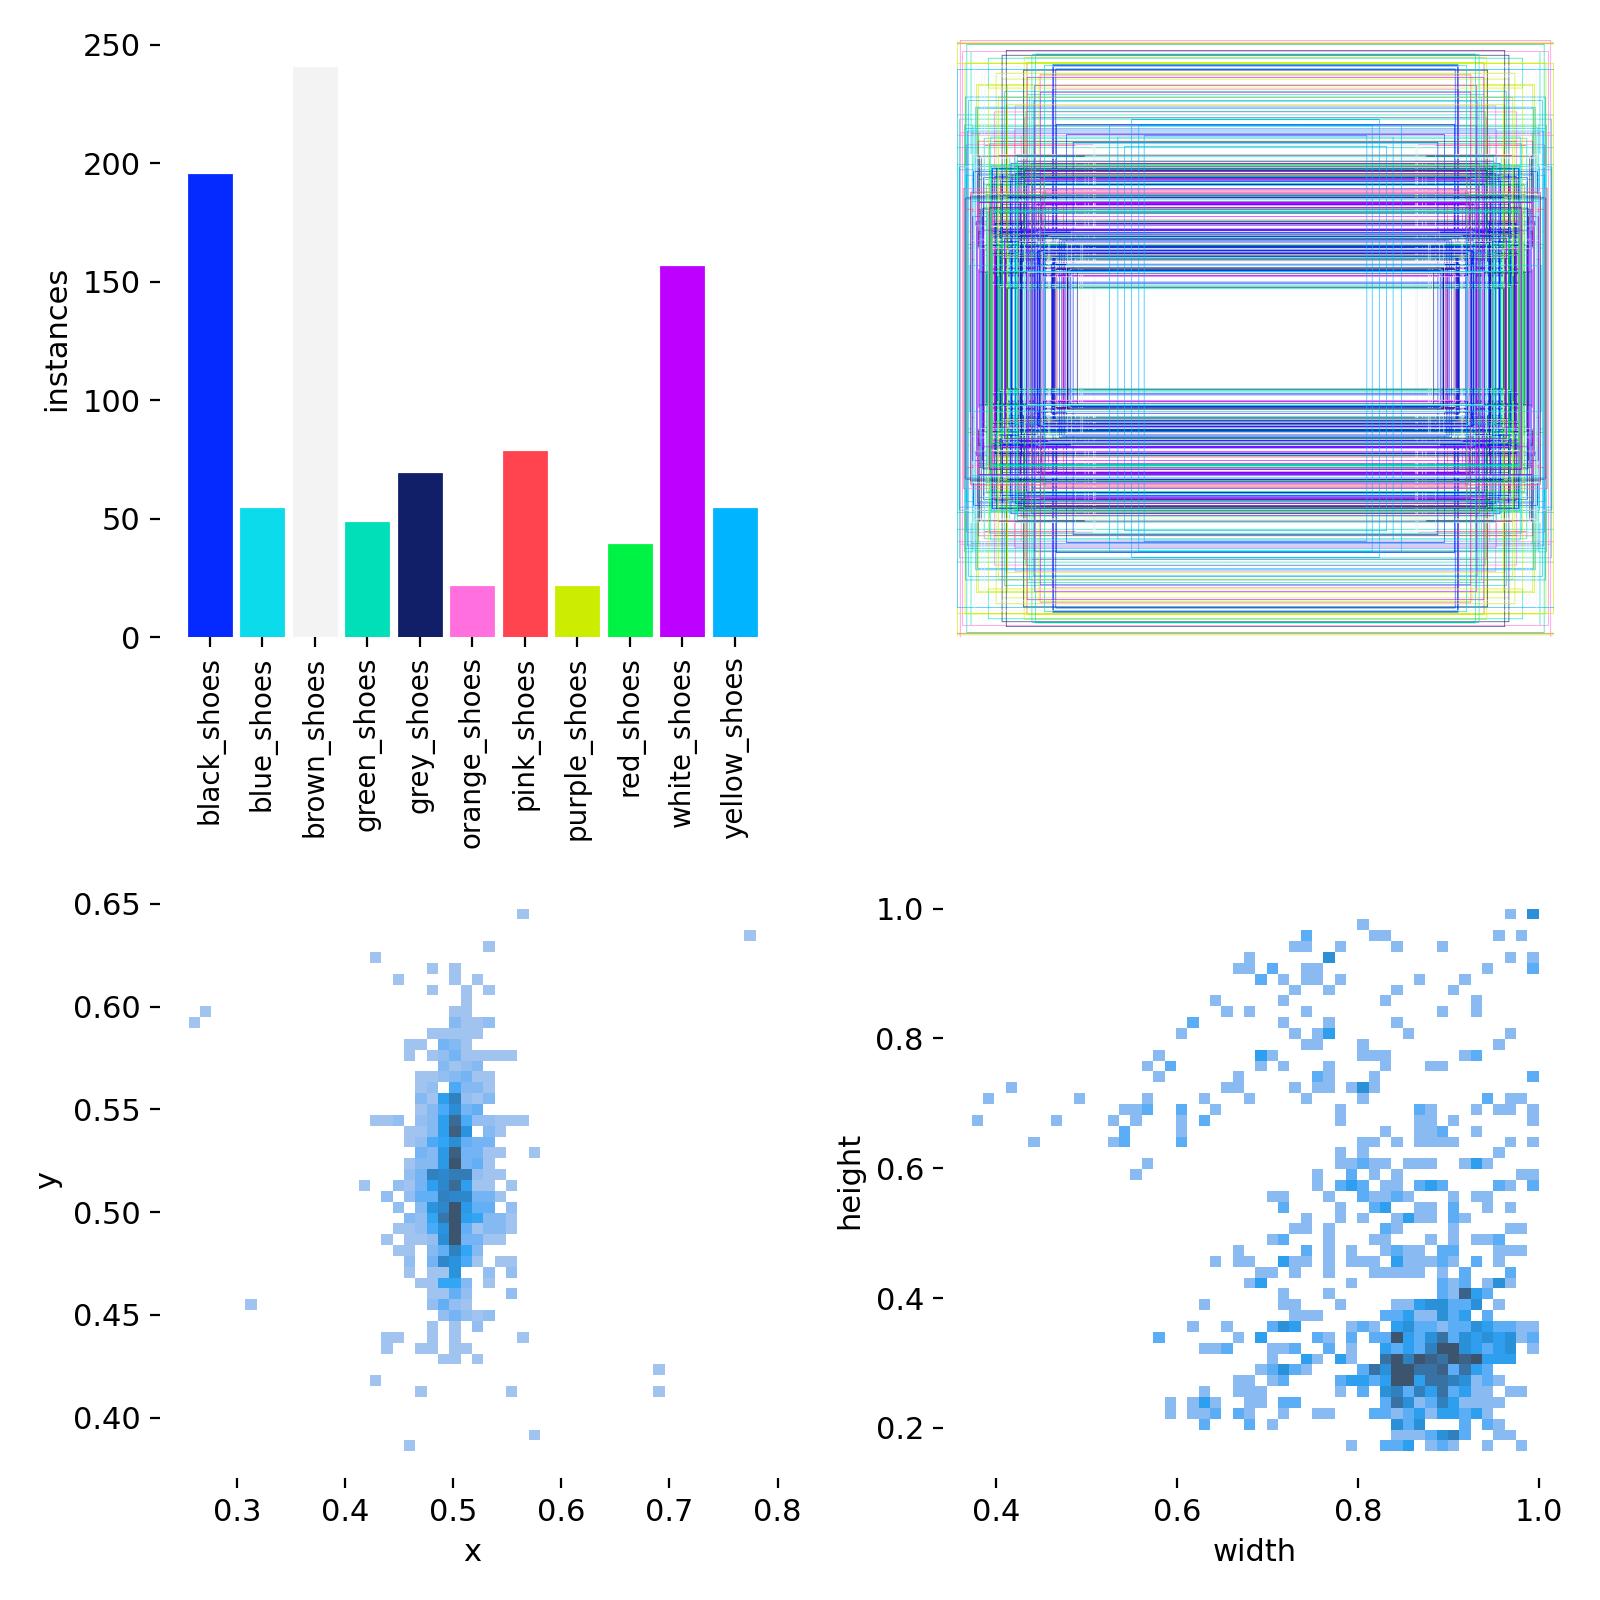 250
200
150
100
50
0
instances
black_shoes
blue_shoes
brown_shoes
green_shoes
grey_shoes
orange_shoes
pink_shoes
purple_shoes
red_shoes
white_shoes
yellow_shoes
0.65
0.60
0.55
0.50
0.45
0.40
y
0.3 0.4 0.5 0.6 0.7 0.8
x
1.0
0.8
0.6
0.4
0.2
height
0.4 0.6 0.8 1.0
width